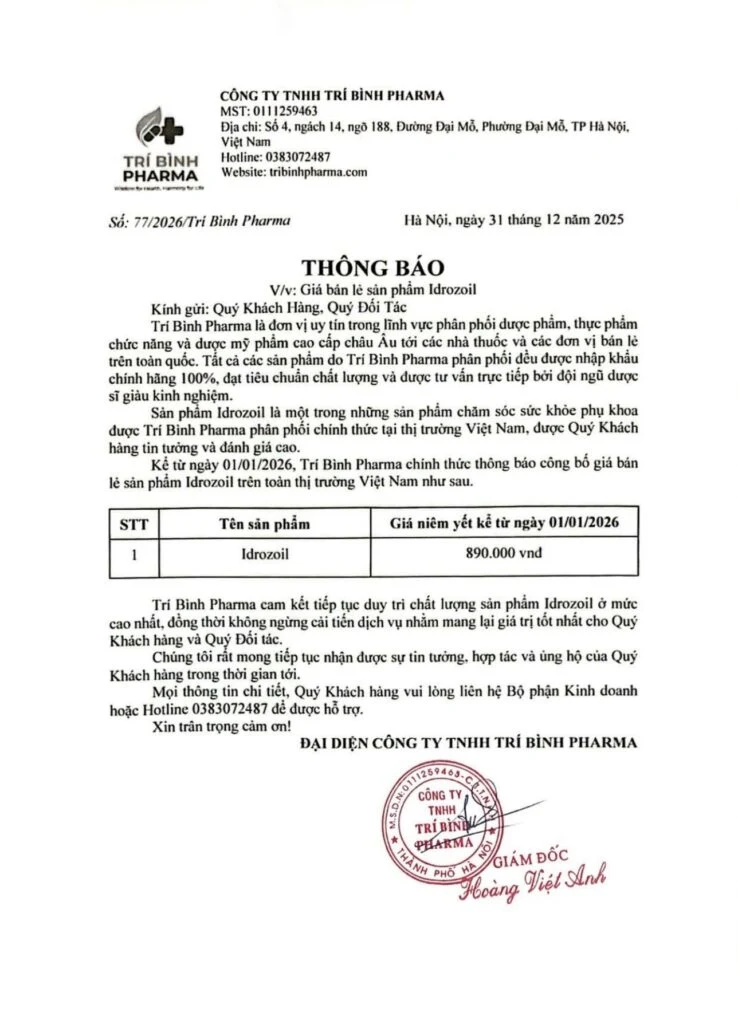 CÔNG TY TNHH TRÍ BÌNH PHARMA
MST: 0111259463
Địa chỉ: Số 4, ngách 14, ngõ 188, Đường Đại Mỗ, Phường Đại Mỗ, TP Hà Nội,
Việt Nam
Hotline: 0383072487
Website: tribinhpharma.com
TRÍ BÌNH
PHARMA
Wisdom for Health, Harmony for Life
Số: 77/2026/Trí Bình Pharma
Hà Nội, ngày 31 tháng 12 năm 2025
THÔNG BÁO
V/v: Giá bán lẻ sản phẩm Idrozoil
Kính gửi: Quý Khách Hàng, Quý Đối Tác
Trí Bình Pharma là đơn vị uy tín trong lĩnh vực phân phối dược phẩm, thực phẩm
chức năng và dược mỹ phẩm cao cấp châu Âu tới các nhà thuốc và các đơn vị bán lẻ
trên toàn quốc. Tất cả các sản phẩm do Trí Bình Pharma phân phối đều được nhập khẩu
chính hãng 100%, đạt tiêu chuẩn chất lượng và được tư vấn trực tiếp bởi đội ngũ dược
sĩ giàu kinh nghiệm.
Sản phẩm Idrozoil là một trong những sản phẩm chăm sóc sức khỏe phụ khoa
được Trí Bình Pharma phân phối chính thức tại thị trường Việt Nam, được Quý Khách
hàng tin tưởng và đánh giá cao.
Kể từ ngày 01/01/2026, Trí Bình Pharma chính thức thông báo công bố giá bán
lẻ sản phẩm Idrozoil trên toàn thị trường Việt Nam như sau.
STT Tên sản phẩm Giá niêm yết kể từ ngày 01/01/2026
1 Idrozoil 890.000 vnđ
Trí Bình Pharma cam kết tiếp tục duy trì chất lượng sản phẩm Idrozoil ở mức
cao nhất, đồng thời không ngừng cải tiến dịch vụ nhằm mang lại giá trị tốt nhất cho Quý
Khách hàng và Quý Đối tác.
Chúng tôi rất mong tiếp tục nhận được sự tin tưởng, hợp tác và ủng hộ của Quý
Khách hàng trong thời gian tới.
Mọi thông tin chi tiết, Quý Khách hàng vui lòng liên hệ Bộ phận Kinh doanh
hoặc Hotline 0383072487 để được hỗ trợ.
Xin trân trọng cảm ơn!
ĐẠI DIỆN CÔNG TY TNHH TRÍ BÌNH PHARMA
M.S.D.N:0111259463-C.T.T.N.H.H
CÔNG TY
TNHH
TRÍ BÌNH
PHARMA
THÀNH PHỐ HÀ NỘI
GIÁM ĐỐC
Hoàng Việt Anh